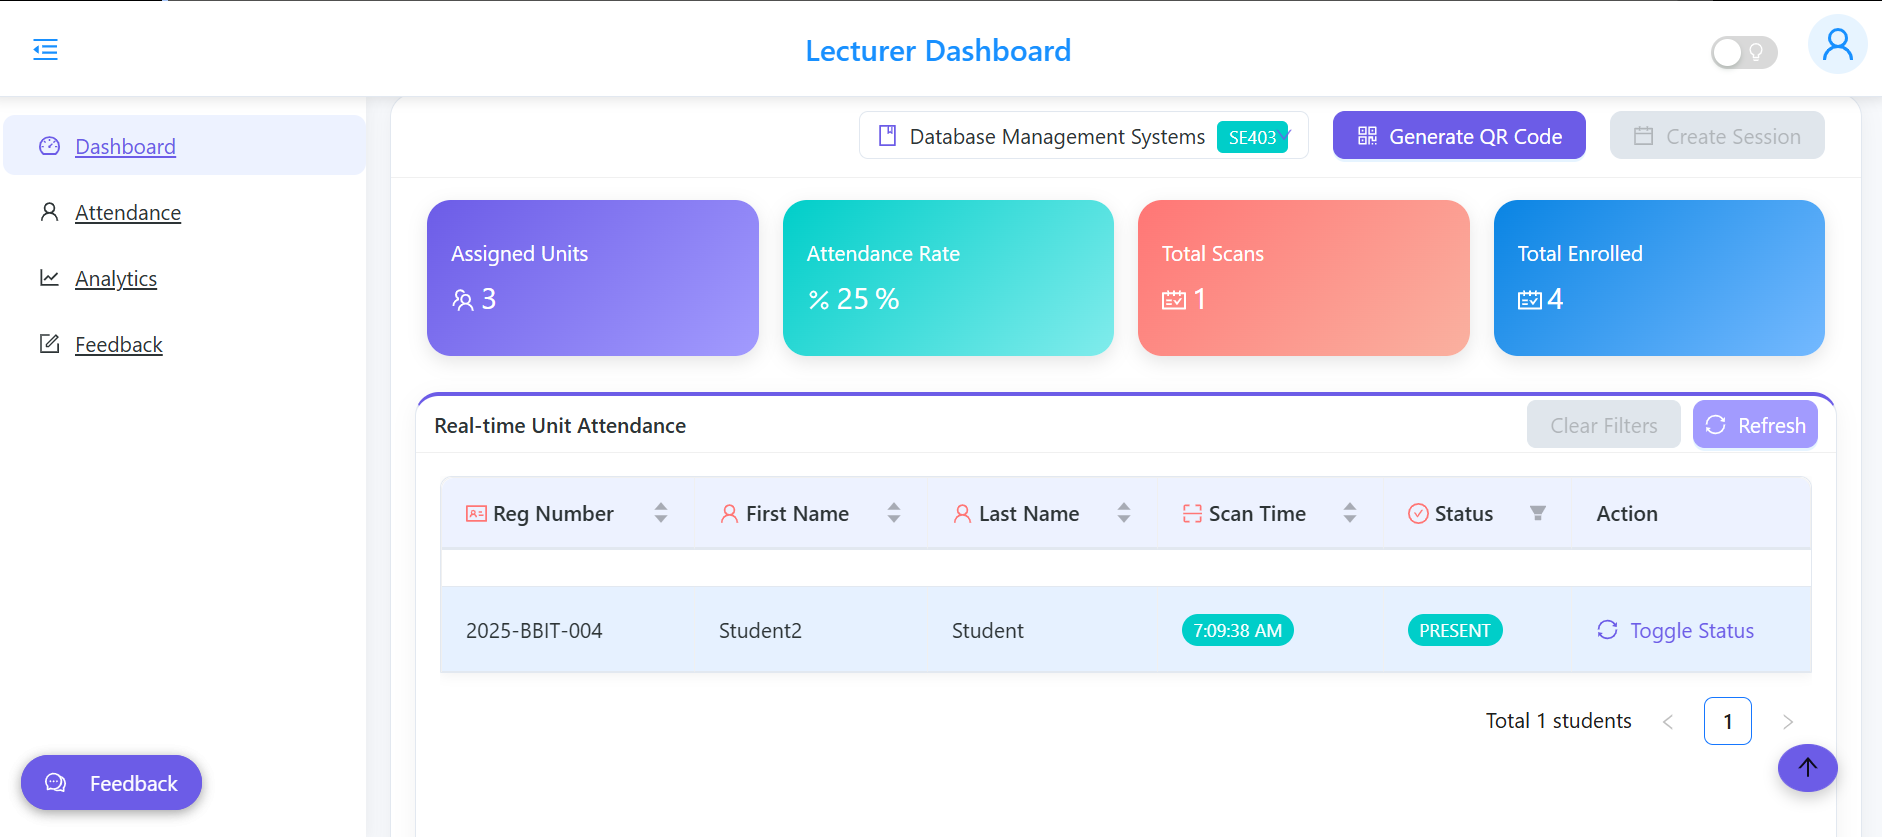 Lecturer Dashboard
Dashboard
Attendance
Analytics
Feedback
Database Management Systems SE403
Generate QR Code
Create Session
Assigned Units
3
Attendance Rate
% 25 %
Total Scans
1
Total Enrolled
4
Real-time Unit Attendance
Clear Filters
Refresh
Reg Number First Name Last Name Scan Time Status Action
2025-BBIT-004 Student2 Student 7:09:38 AM PRESENT Toggle Status
Total 1 students
1
Feedback